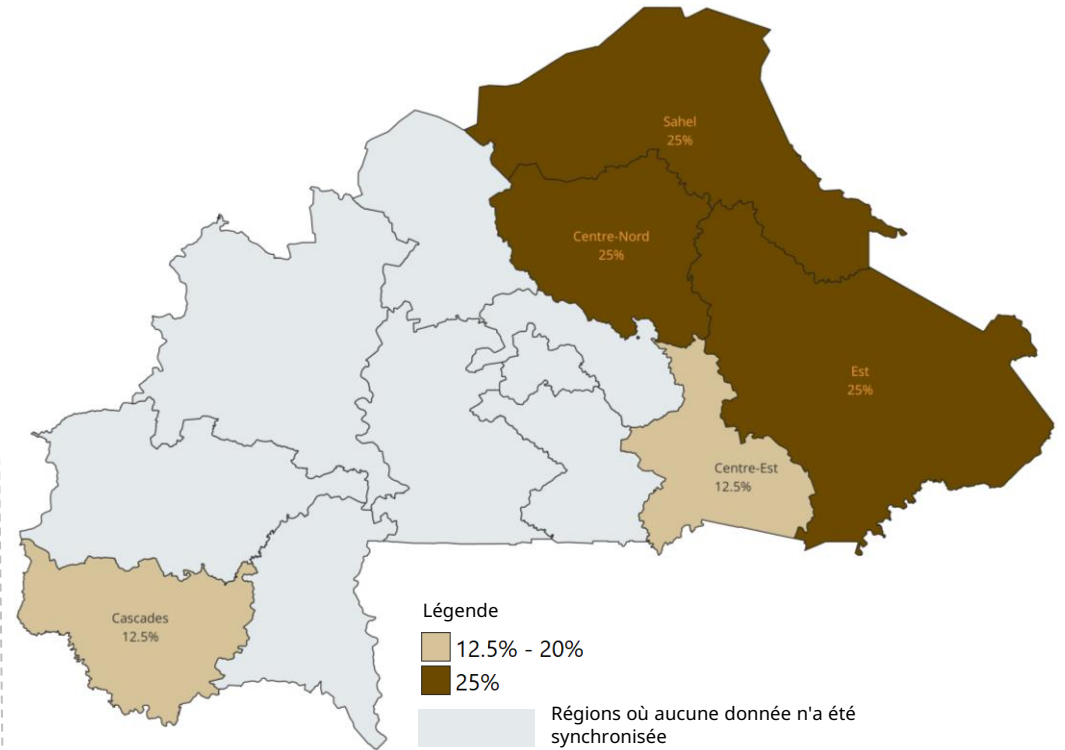 Sahel
25%
Centre-Nord
25%
Est
25%
Centre-Est
12.5%
Cascades
12.5%
Légende
12.5% - 20%
25%
Régions où aucune donnée n'a été
synchronisée